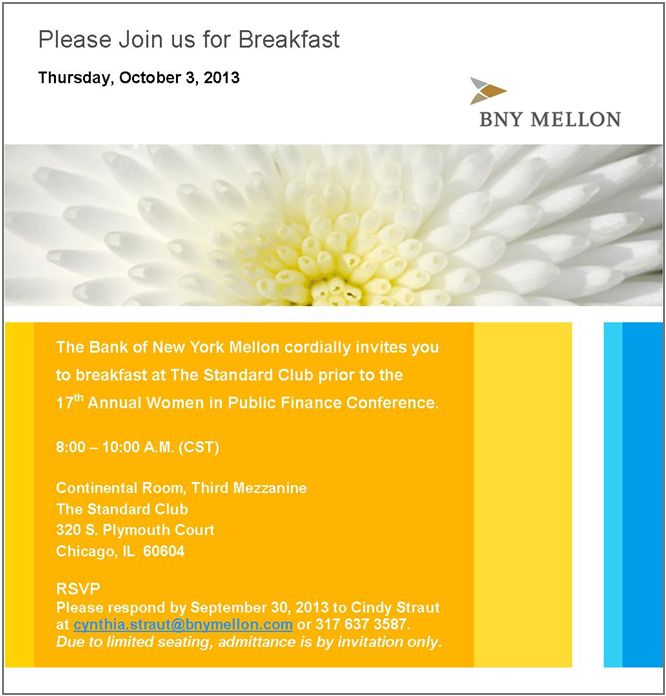 Please Join us for Breakfast
Thursday, October 3, 2013
BNY MELLON
The Bank of New York Mellon cordially invites you
to breakfast at The Standard Club prior to the
17th Annual Women in Public Finance Conference.
8:00 – 10:00 A.M. (CST)
Continental Room, Third Mezzanine
The Standard Club
320 S. Plymouth Court
Chicago, IL  60604
RSVP
Please respond by September 30, 2013 to Cindy Straut
at cynthia.straut@bnymellon.com or 317 637 3587.
Due to limited seating, admittance is by invitation only.